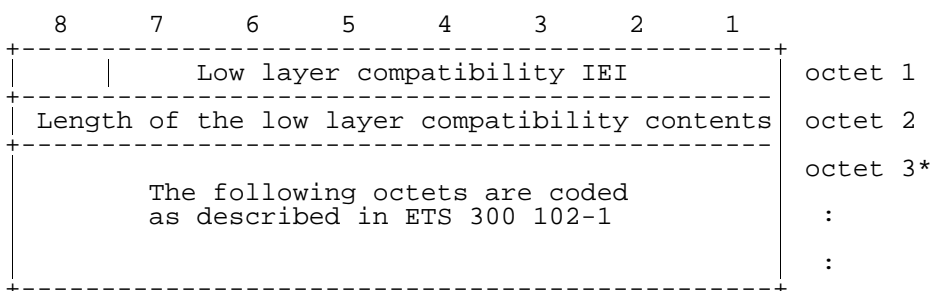 8 7 6 5 4 3 2 1
Low layer compatibility IEI octet 1
Length of the low layer compatibility contents octet 2
octet 3*
The following octets are coded
as described in ETS 300 102-1
:
: